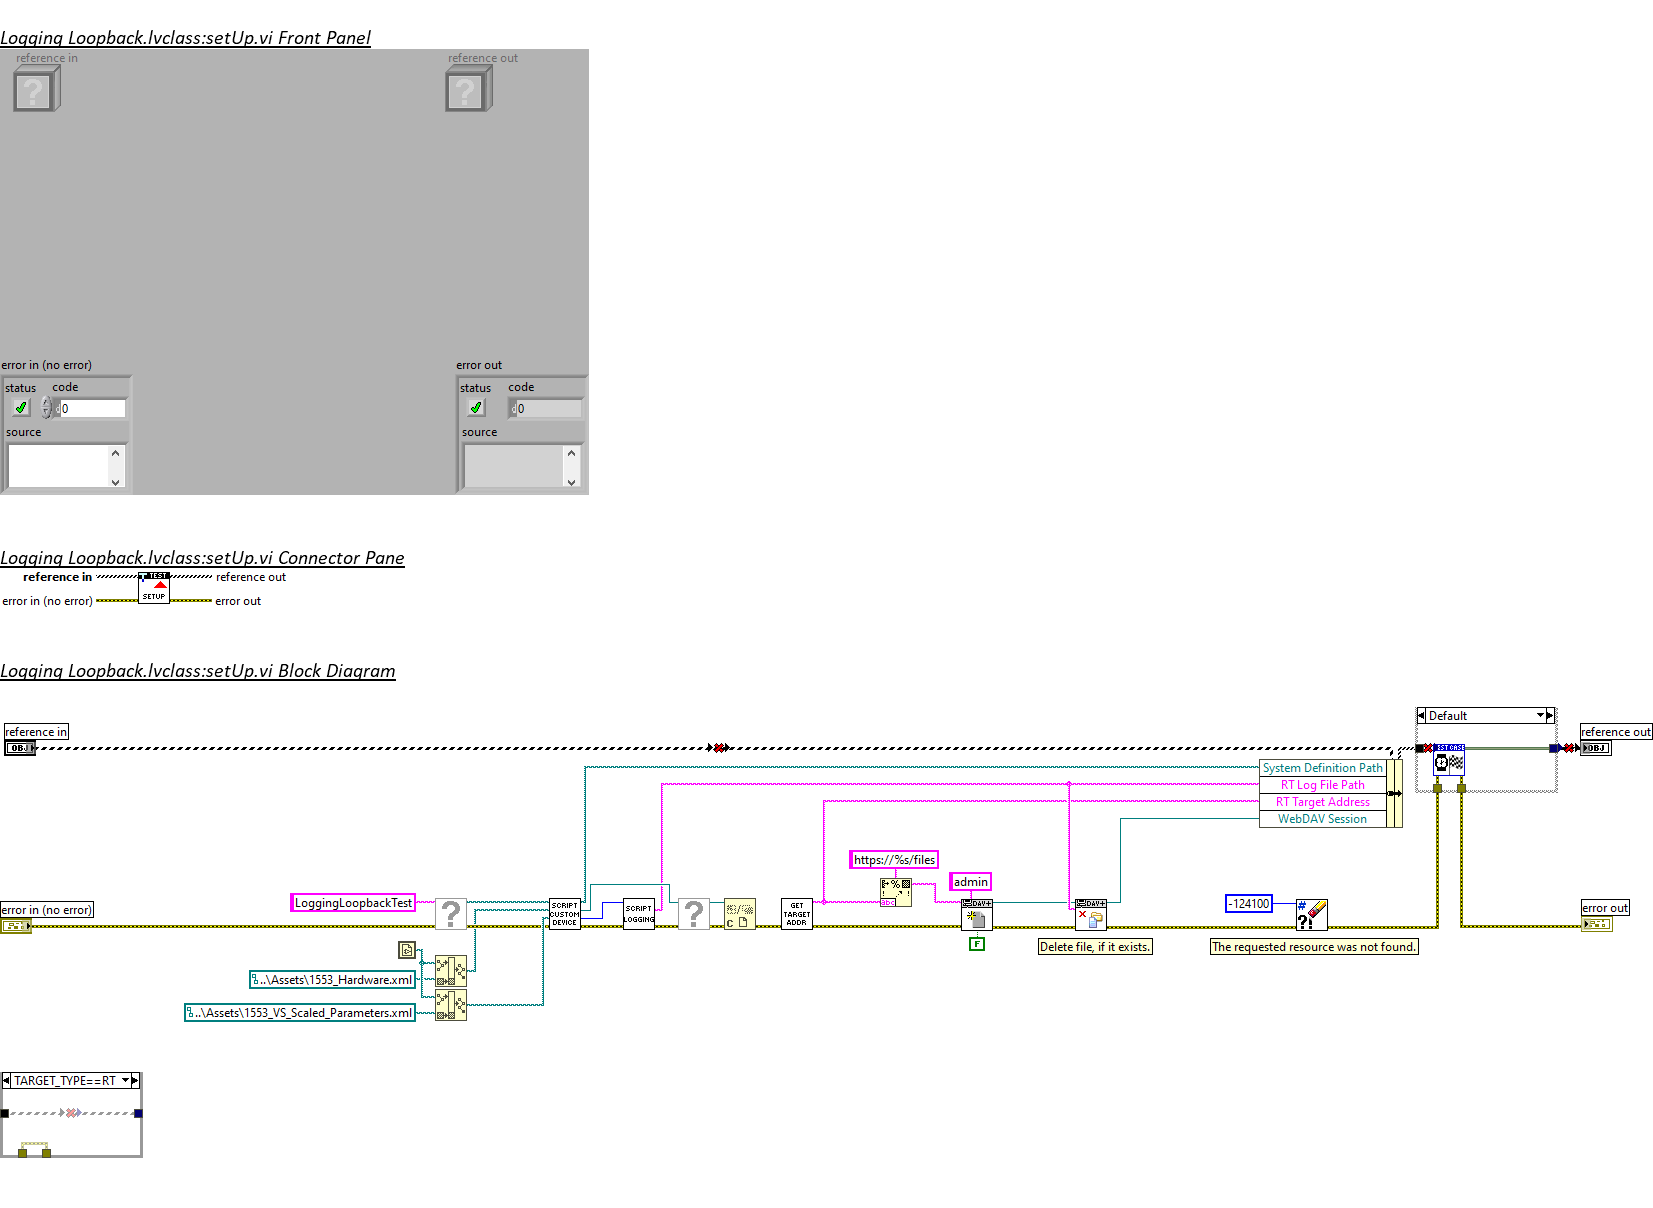 Logging Loopback.lvclass:setUp.vi Front Panel
reference in
reference out
?
?
error in (no error)
error out
status code
status code
d 0
d 0
source
source
Logging Loopback.lvclass:setUp.vi Connector Pane
reference in
TEST
reference out
SETUP
error in (no error)
error out
Logging Loopback.lvclass:setUp.vi Block Diagram
Default
reference in
reference out
OBJ
OBJ
TEST CASE
System Definition Path
RT Log File Path
RT Target Address
WebDAV Session
https://%s/files
admin
LoggingLoopbackTest
?
SCRIPT CUSTOM DEVICE
SCRIPT LOGGING
?
GET TARGET ADDR
abc
DAV+
DAV+
-124100
#
?!
error in (no error)
error out
F
Delete file, if it exists.
The requested resource was not found.
..\Assets\1553_Hardware.xml
..\Assets\1553_VS_Scaled_Parameters.xml
TARGET_TYPE==RT